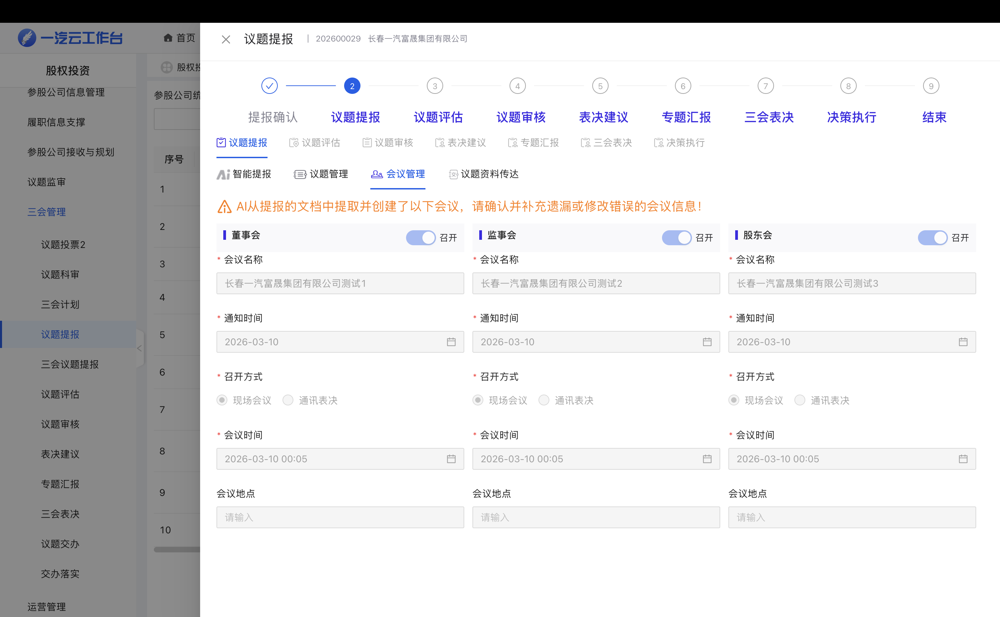 一汽云工作台
首页
股权投资
参股公司信息管理
履职信息支撑
参股公司接收与规划
议题监审
三会管理
议题投票2
议题科审
三会计划
议题提报
三会议题提报
议题评估
议题审核
表决建议
专题汇报
三会表决
议题交办
交办落实
运营管理
股权投
参股公司统
序号
1
2
3
4
5
6
7
8
9
10
议题提报 | 202600029 长春一汽富晟集团有限公司
2 3 4 5 6 7 8 9
提报确认 议题提报 议题评估 议题审核 表决建议 专题汇报 三会表决 决策执行 结束
议题提报 议题评估 议题审核 表决建议 专题汇报 三会表决 决策执行
Ai 智能提报 议题管理 会议管理 交 议题资料传达
AI从提报的文档中提取并创建了以下会议，请确认并补充遗漏或修改错误的会议信息！
董事会 召开 监事会 召开 股东会 召开
* 会议名称 * 会议名称 * 会议名称
长春一汽富晟集团有限公司测试1 长春一汽富晟集团有限公司测试2 长春一汽富晟集团有限公司测试3
* 通知时间 * 通知时间 * 通知时间
2026-03-10 2026-03-10 2026-03-10
* 召开方式 * 召开方式 * 召开方式
现场会议 通讯表决 现场会议 通讯表决 现场会议 通讯表决
* 会议时间 * 会议时间 * 会议时间
2026-03-10 00:05 2026-03-10 00:05 2026-03-10 00:05
会议地点 会议地点 会议地点
请输入 请输入 请输入